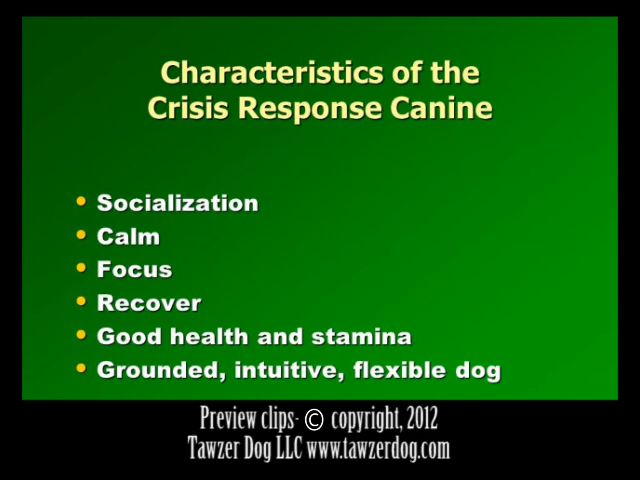 Characteristics of the
Crisis Response Canine
• Socialization
• Calm
• Focus
• Recover
• Good health and stamina
• Grounded, intuitive, flexible dog
Preview clips- © copyright, 2012
Tawzer Dog LLC www.tawzerdog.com